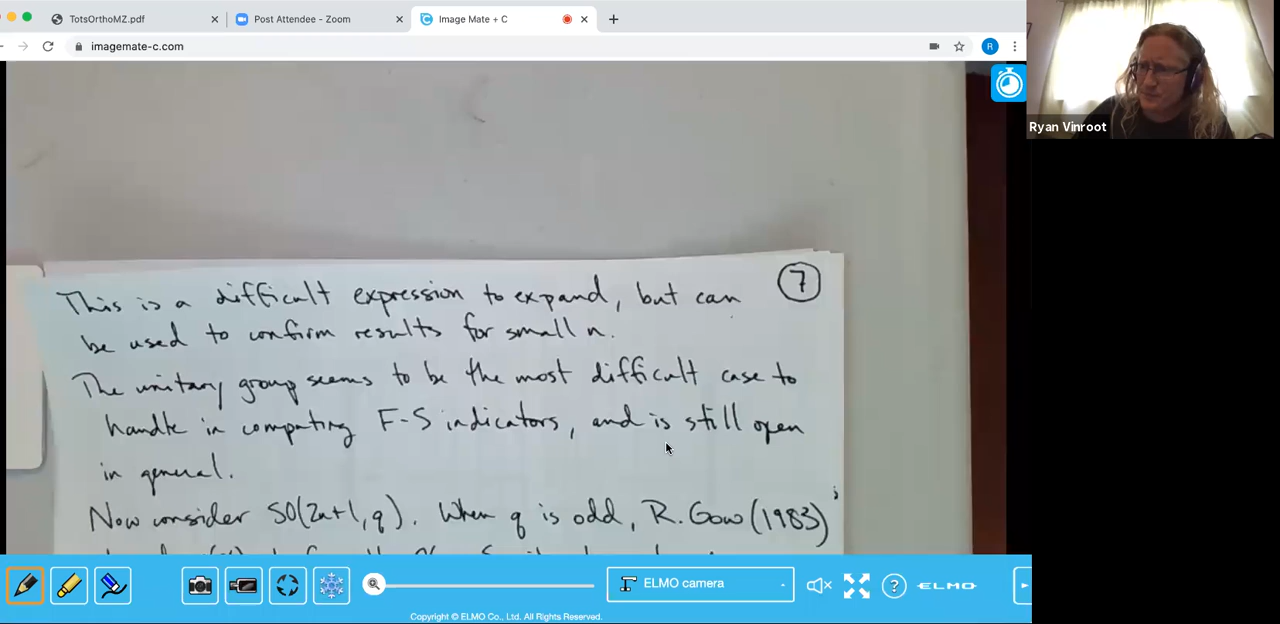 TotsOrthoMZ.pdf
Post Attendee - Zoom
Image Mate + C
imagemate-c.com
R
Ryan Vinroot
7
This is a difficult expression to expand, but can
be used to confirm results for small n.
The unitary group seems to be the most difficult case to
handle in computing F-S indicators, and is still open
in general.
Now consider SO(2n+1,q). When q is odd, R. Gow (1983)
ELMO camera
?
ELMO
Copyright © ELMO Co., Ltd. All Rights Reserved.